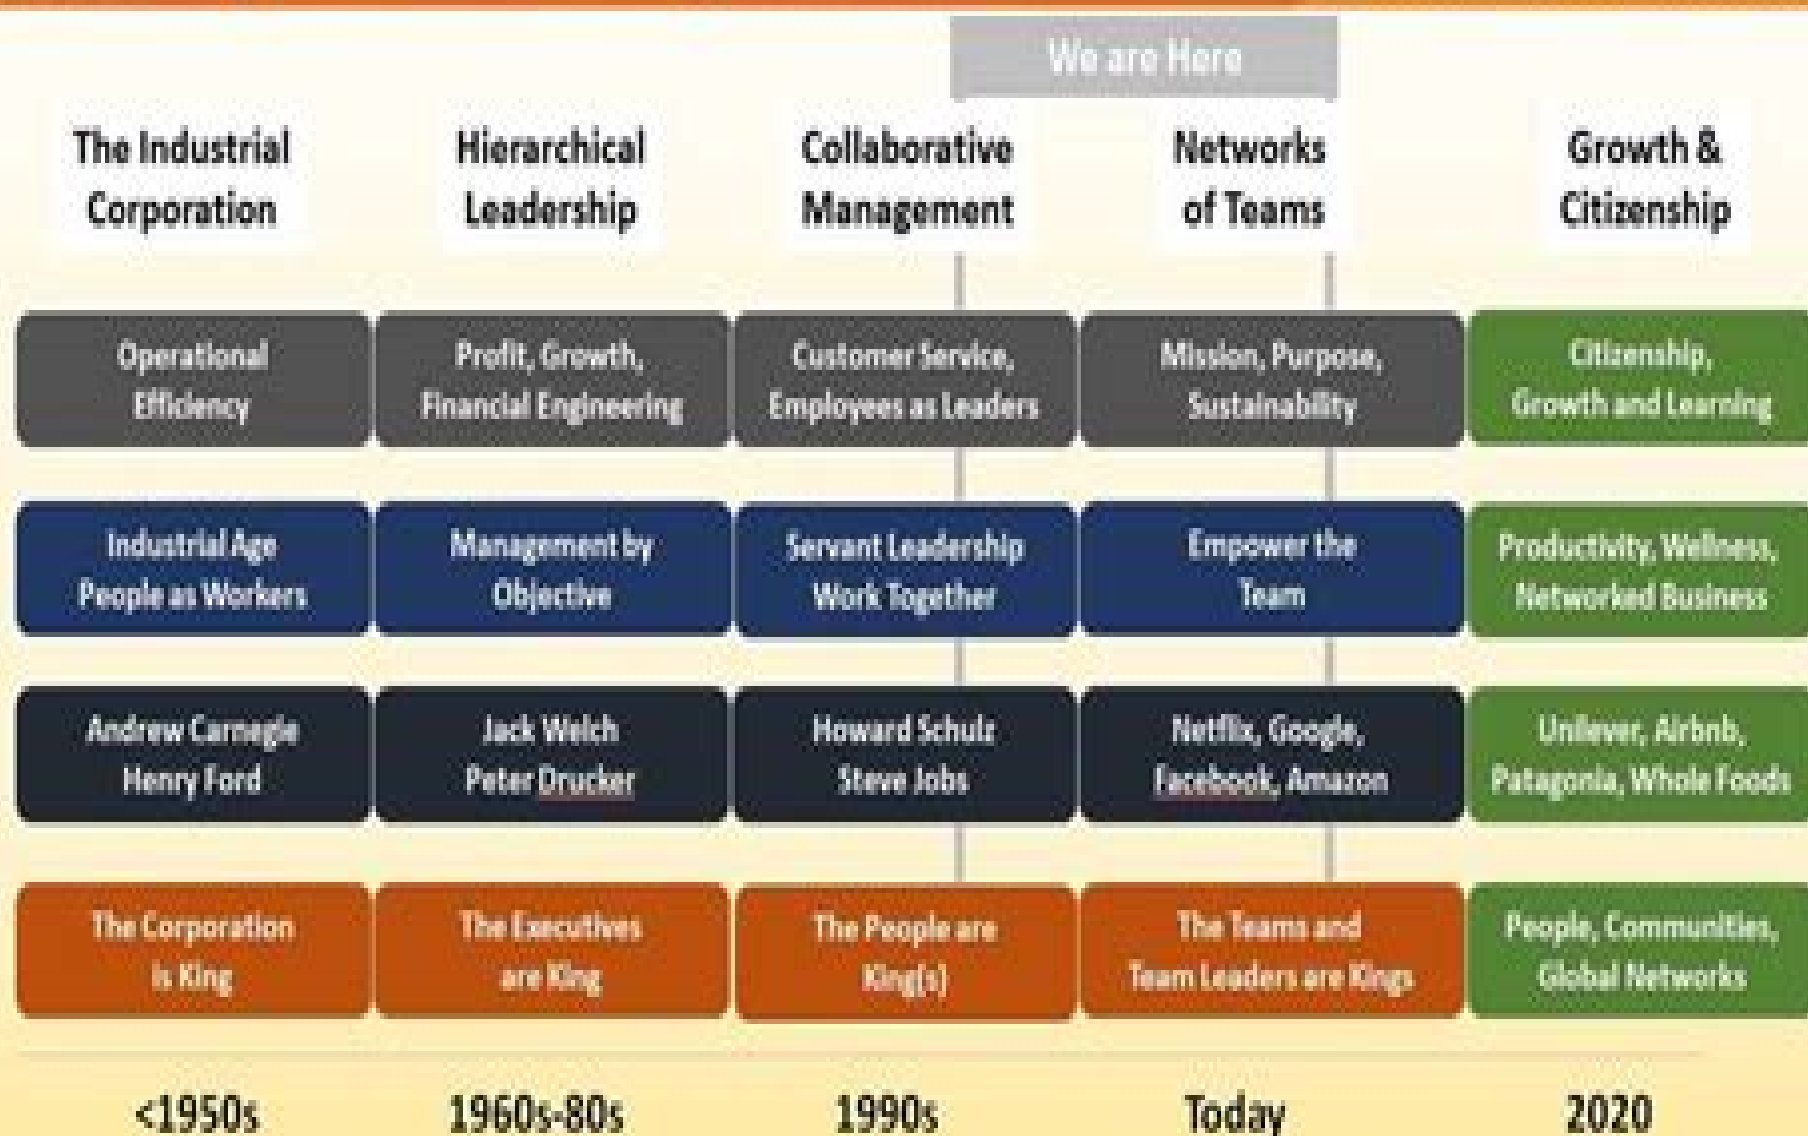 We are Here
The Industrial
Corporation
Hierarchical
Leadership
Collaborative
Management
Networks
of Teams
Growth &
Citizenship
Operational
Efficiency
Profit, Growth,
Financial Engineering
Customer Service,
Employees as Leaders
Mission, Purpose,
Sustainability
Citizenship,
Growth and Learning
Industrial Age
People as Workers
Management by
Objective
Servant Leadership
Work Together
Empower the
Team
Productivity, Wellness,
Networked Business
Andrew Carnegie
Henry Ford
Jack Welch
Peter Drucker
Howard Schulz
Steve Jobs
Netflix, Google,
Facebook, Amazon
Unilever, Airbnb,
Patagonia, Whole Foods
The Corporation
is King
The Executives
are King
The People are
King(s)
The Teams and
Team Leaders are Kings
People, Communities,
Global Networks
<1950s
1960s-80s
1990s
Today
2020